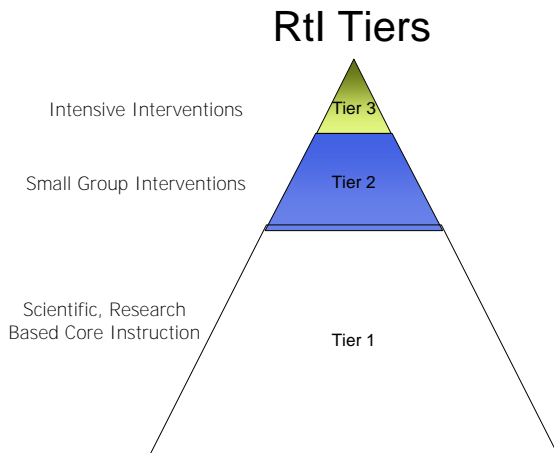 RtI Tiers
Intensive Interventions
Tier 3
Small Group Interventions
Tier 2
Scientific, Research
Based Core Instruction
Tier 1